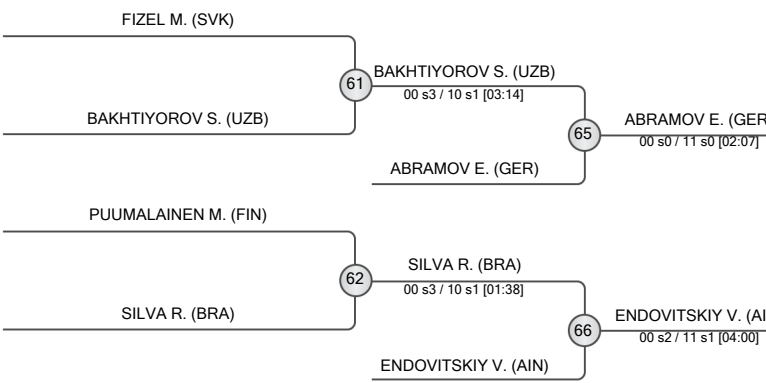 FIZEL M. (SVK)
61
BAKHTIYOROV S. (UZB)
00 s3 / 10 s1 [03:14]
BAKHTIYOROV S. (UZB)
65
ABRAMOV E. (GER
00 s0 / 11 s0 [02:07]
ABRAMOV E. (GER)
PUUMALAINEN M. (FIN)
62
SILVA R. (BRA)
00 s3 / 10 s1 [01:38]
SILVA R. (BRA)
66
ENDOVITSKIY V. (AI
00 s2 / 11 s1 [04:00]
ENDOVITSKIY V. (AIN)